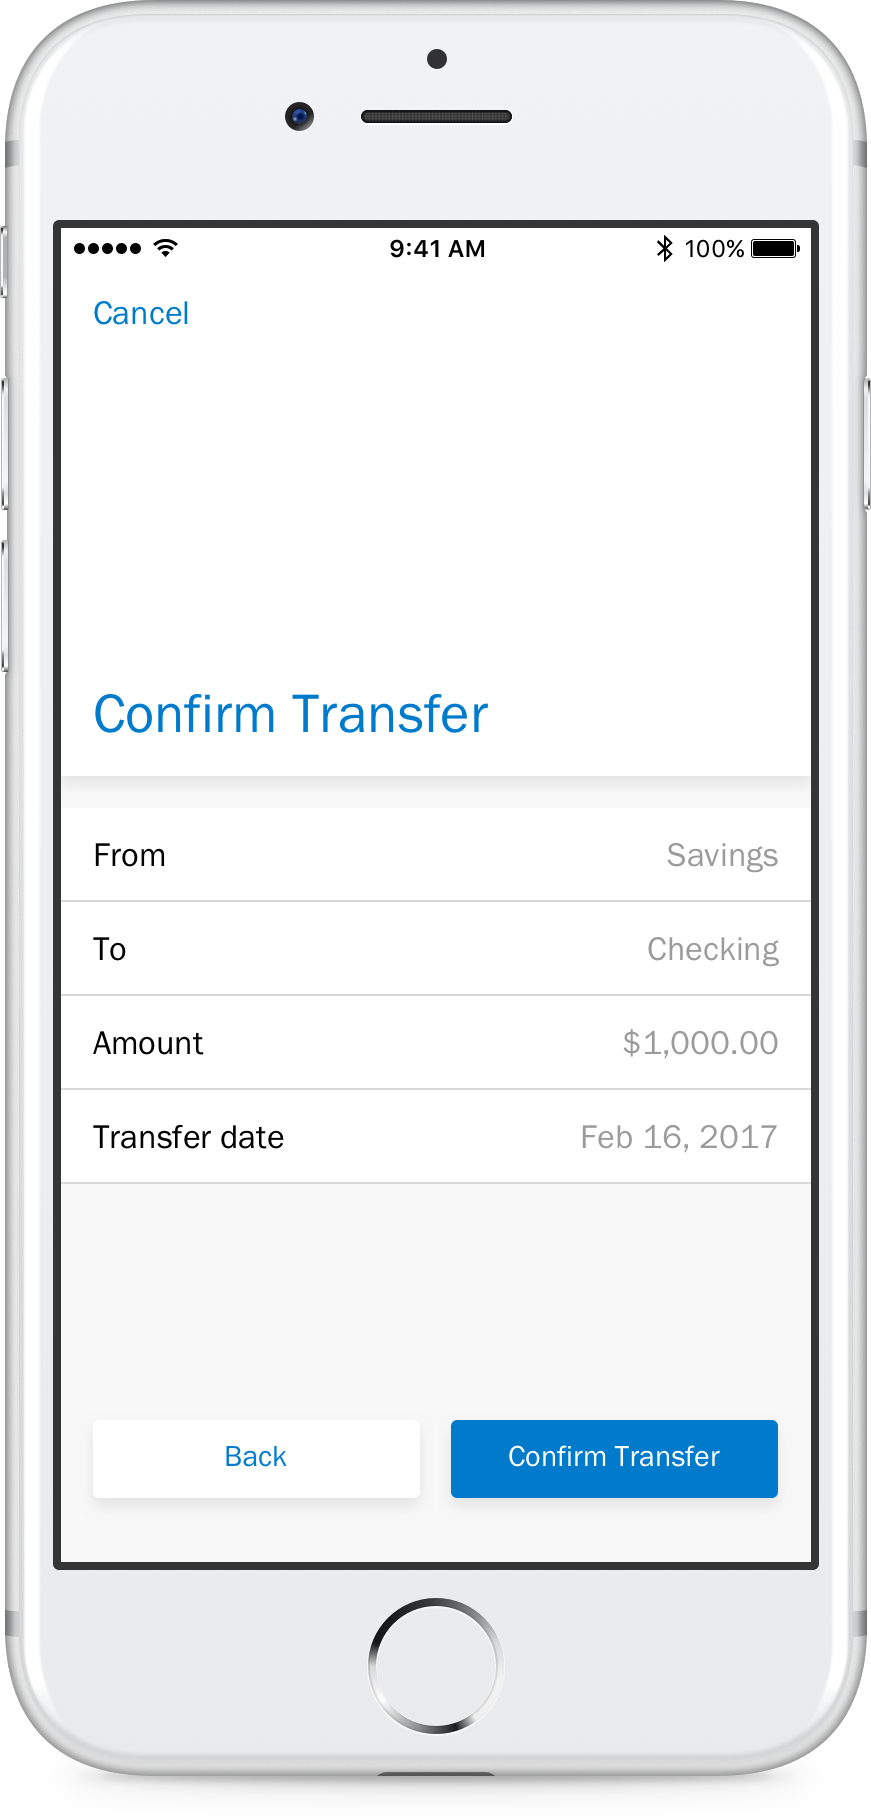 9:41 AM 100%
Cancel
Confirm Transfer
From Savings
To Checking
Amount $1,000.00
Transfer date Feb 16, 2017
Back Confirm Transfer